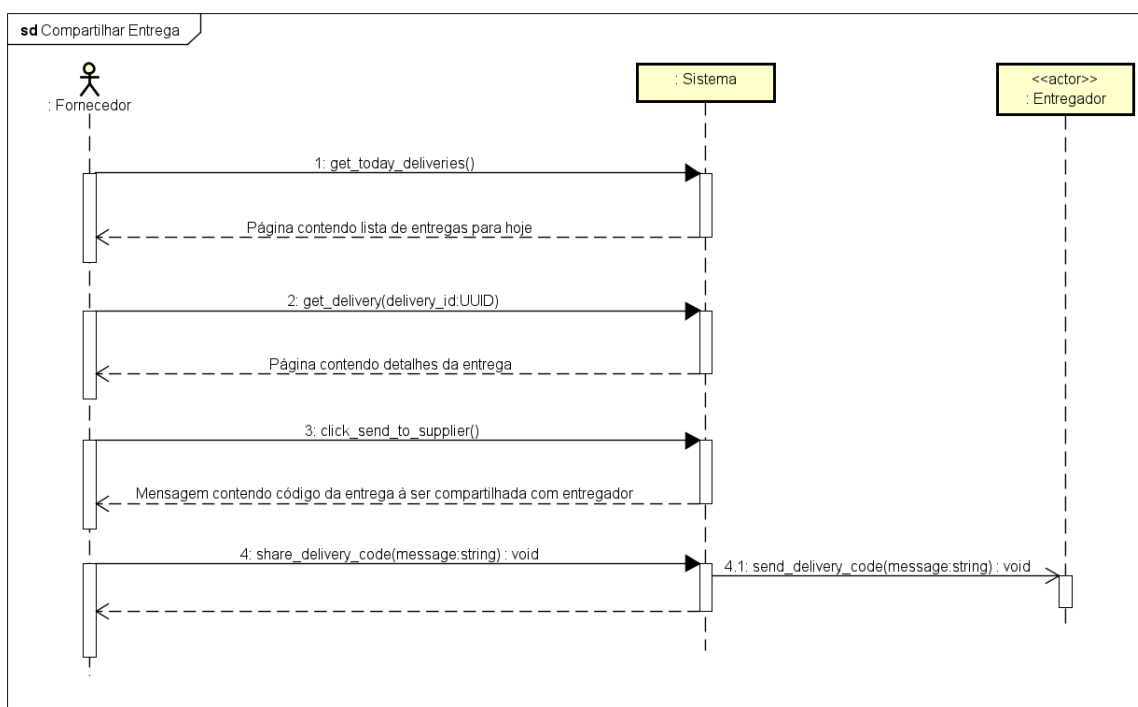 sd Compartilhar Entrega
: Fornecedor
: Sistema
<<actor>>
: Entregador
1: get_today_deliveries()
Página contendo lista de entregas para hoje
2: get_delivery(delivery_id:UUID)
Página contendo detalhes da entrega
3: click_send_to_supplier()
Mensagem contendo código da entrega à ser compartilhada com entregador
4: share_delivery_code(message:string) : void
4.1: send_delivery_code(message:string) : void